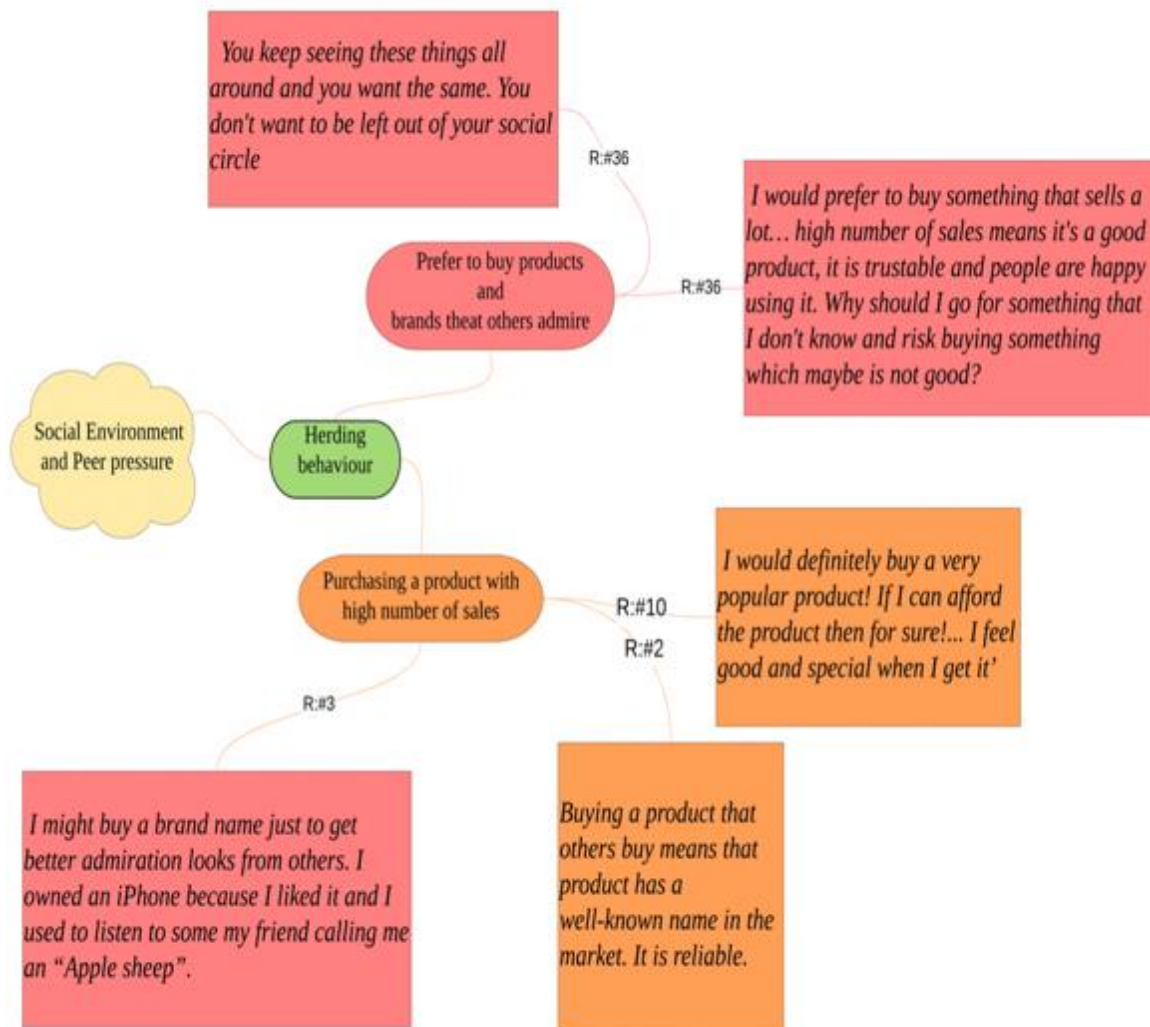 You keep seeing these things all
around and you want the same. You
don't want to be left out of your social
circle
R:#36
I would prefer to buy something that sells a
lot... high number of sales means it's a good
product, it is trustable and people are happy
using it. Why should I go for something that
I don't know and risk buying something
which maybe is not good?
R:#36
Prefer to buy products
and
brands theat others admire
Social Environment
and Peer pressure
Herding
behaviour
Purchasing a product with
high number of sales
R:#10
I would definitely buy a very
popular product! If I can afford
the product then for sure!... I feel
good and special when I get it’
R:#2
R:#3
I might buy a brand name just to get
better admiration looks from others. I
owned an iPhone because I liked it and I
used to listen to some my friend calling me
an “Apple sheep”.
Buying a product that
others buy means that
product has a
well-known name in the
market. It is reliable.